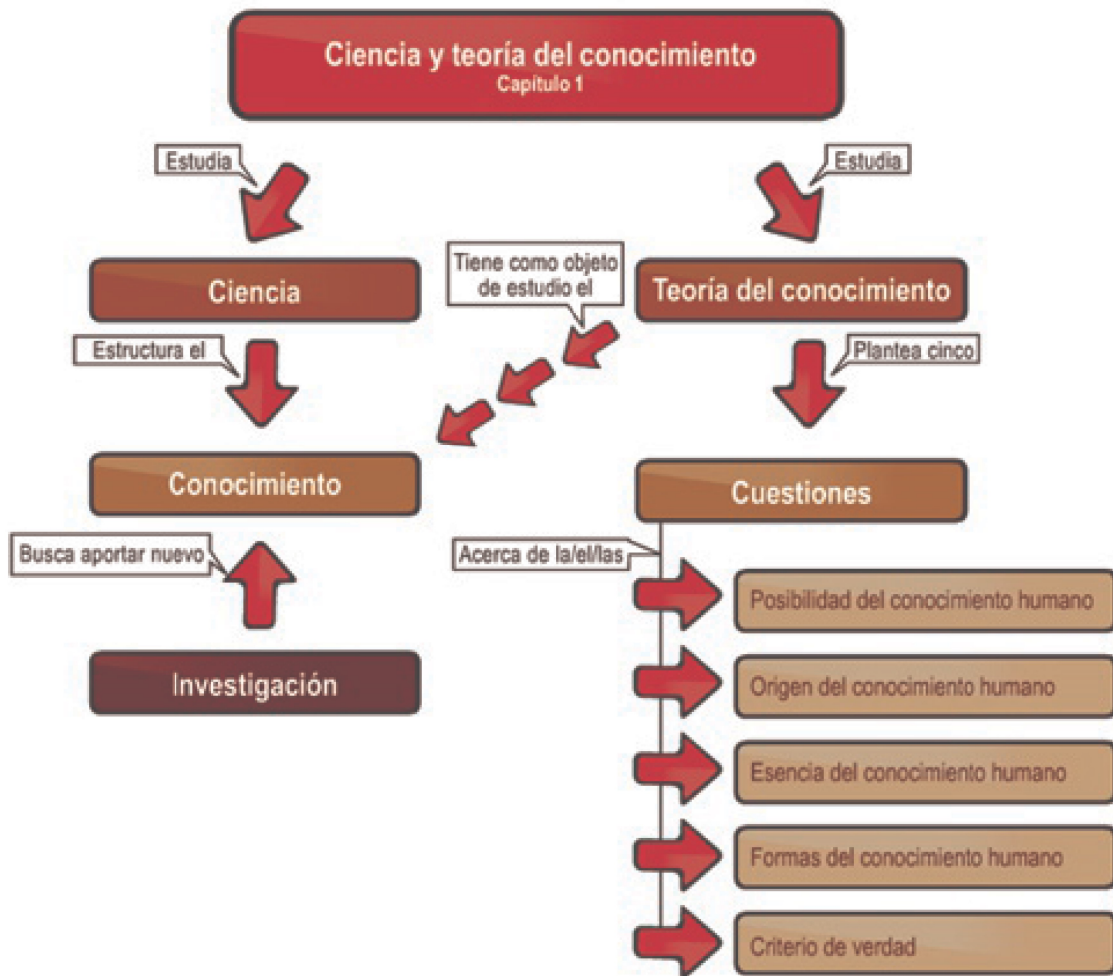 Ciencia y teoría del conocimiento
Capítulo 1
Estudia
Estudia
Ciencia
Tiene como objeto
de estudio el
Teoría del conocimiento
Estructura el
Plantea cinco
Conocimiento
Cuestiones
Busca aportar nuevo
Acerca de la/el/las
Posibilidad del conocimiento humano
Investigación
Origen del conocimiento humano
Esencia del conocimiento humano
Formas del conocimiento humano
Criterio de verdad